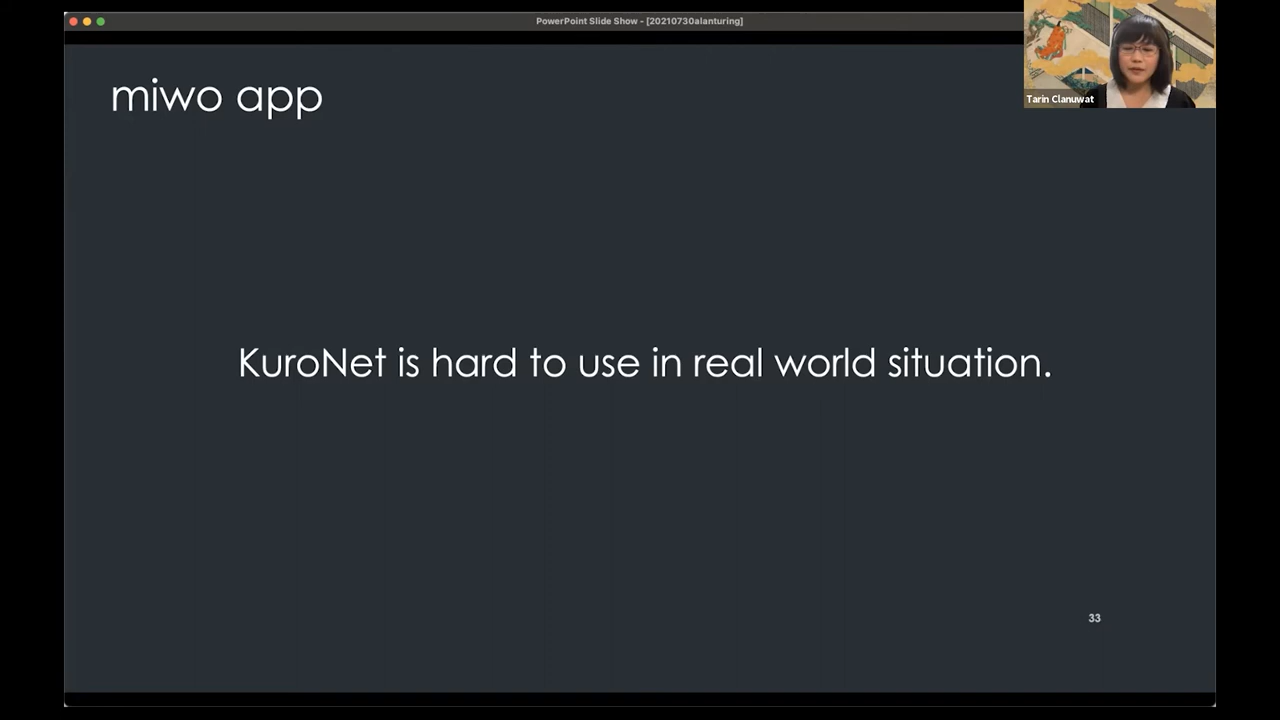 PowerPoint Slide Show - [20210730alanturing]
miwo app
Tarin Clanuwat
KuroNet is hard to use in real world situation.
33